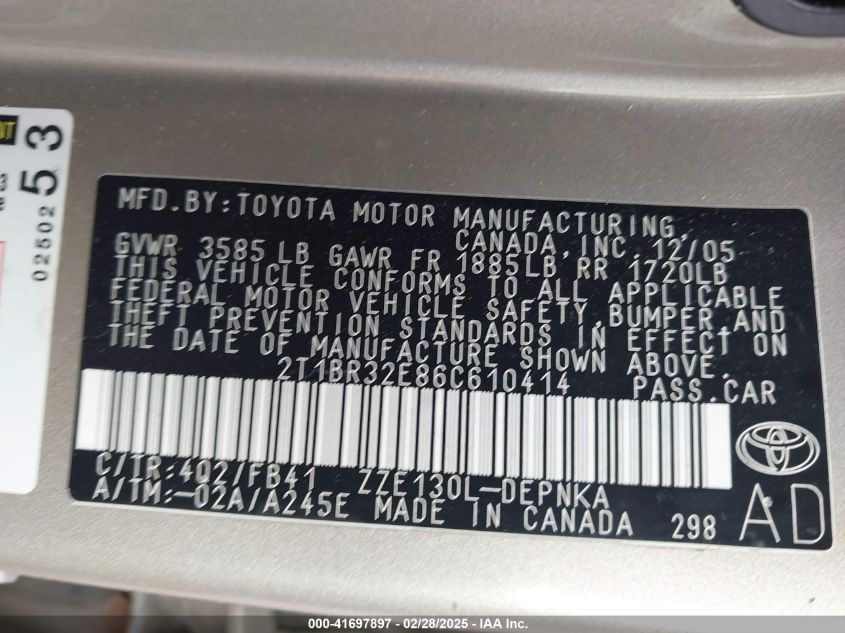 NT
53
02502
MFD.BY:TOYOTA MOTOR MANUFACTURING,
CANADA,INC. 12/05
GVWR 3585 LB GAWR FR 1885LB RR 1720LB
THIS VEHICLE CONFORMS TO ALL APPLICABLE
FEDERAL MOTOR VEHICLE SAFETY,BUMPER,AND
THEFT PREVENTION STANDARDS IN EFFECT ON
THE DATE OF MANUFACTURE SHOWN ABOVE.
2T1BR32E86C610414 PASS.CAR
C/TR:4Q2/FB41 ZZE130L-DEPNKA
A/TM:-02A/A245E MADE IN CANADA 298 AD
000-41697897 - 02/28/2025 - IAA Inc.